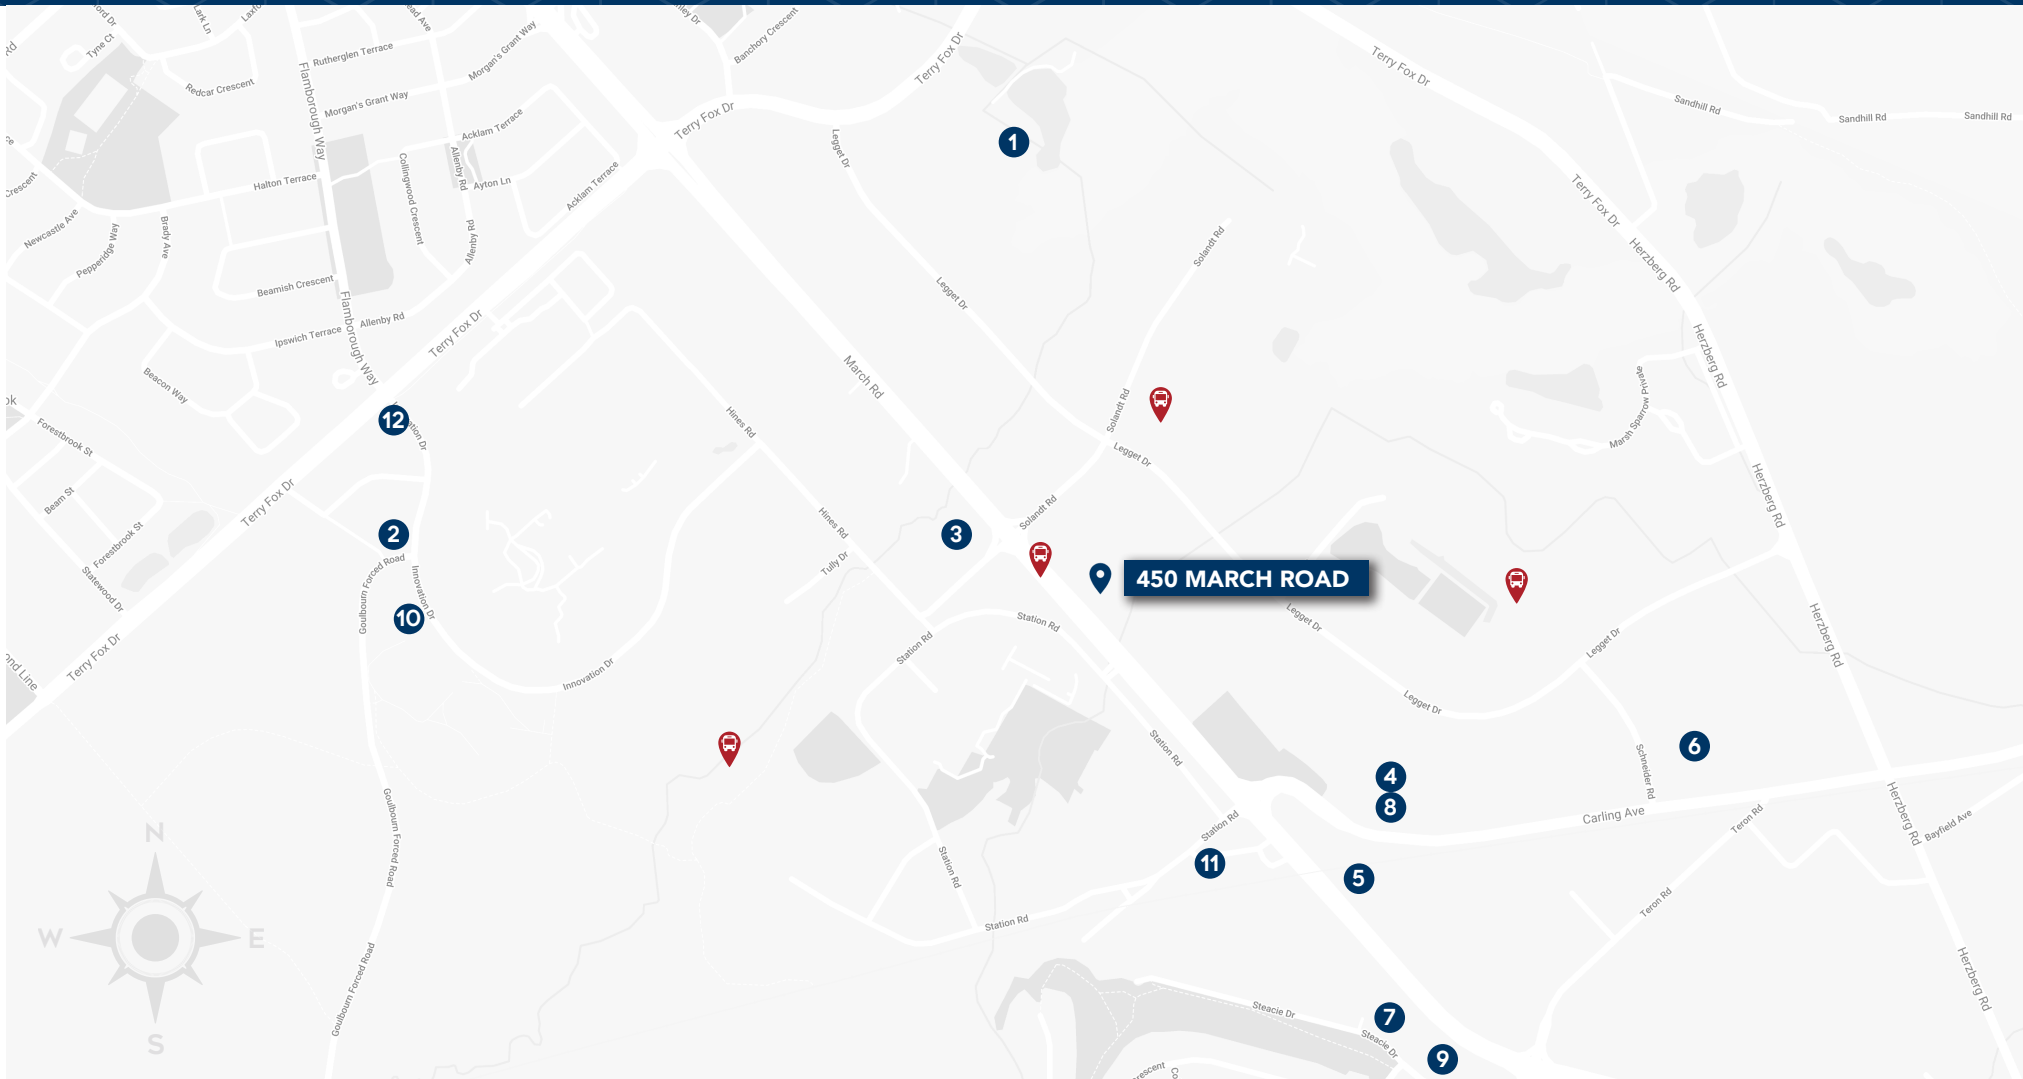 Tyne Ct
Lark Ln
Redcar Crescent
Rutherglen Terrace
Morgan's Grant Way
Morgan's Grant Way
Banchory Crescent
Terry Fox Dr
Terry Fox Dr
Terry Fox Dr
Sandhill Rd
Sandhill Rd
Sandhill Rd
Flamborough Way
Acklam Terrace
Acklam Terrace
Allenby Rd
Ayton Ln
Collingwood Crescent
Halton Terrace
Legget Dr
1
Crescent
Newcastle Ave
Pepperidge Way
Brady Ave
Allenby Rd
Terry Fox Dr
Herzberg Rd
Solandt Rd
Beamish Crescent
Legget Dr
Ipswich Terrace
Allenby Rd
Flamborough Way
Terry Fox Dr
Herzberg Rd
March Rd
Beacon Way
Marsh Sparrow Private
Solandt Rd
12
Hines Rd
Forestbrook St
Legget Dr
Terry Fox Dr
Beam St
Forestbrook St
Statewood Dr
Herzberg Rd
Solandt Rd
Hines Rd
2
3
Tully Dr
Goulbourn Forced Road
Innovation Dr
450 MARCH ROAD
10
Station Rd
Station Rd
Legget Dr
Legget Dr
Herzberg Rd
Terry Fox Dr
ond Line
Innovation Dr
Legget Dr
Station Rd
6
Schneider Rd
4
8
Carling Ave
Teron Rd
Herzberg Rd
Bayfield Ave
Goulbourn Forced Road
N
Station Rd
11
5
Station Rd
Teron Rd
Station Rd
W
E
Goulbourn Forced Road
Herzberg Rd
Steacie Dr
7
Steacie Dr
S
9
rescent